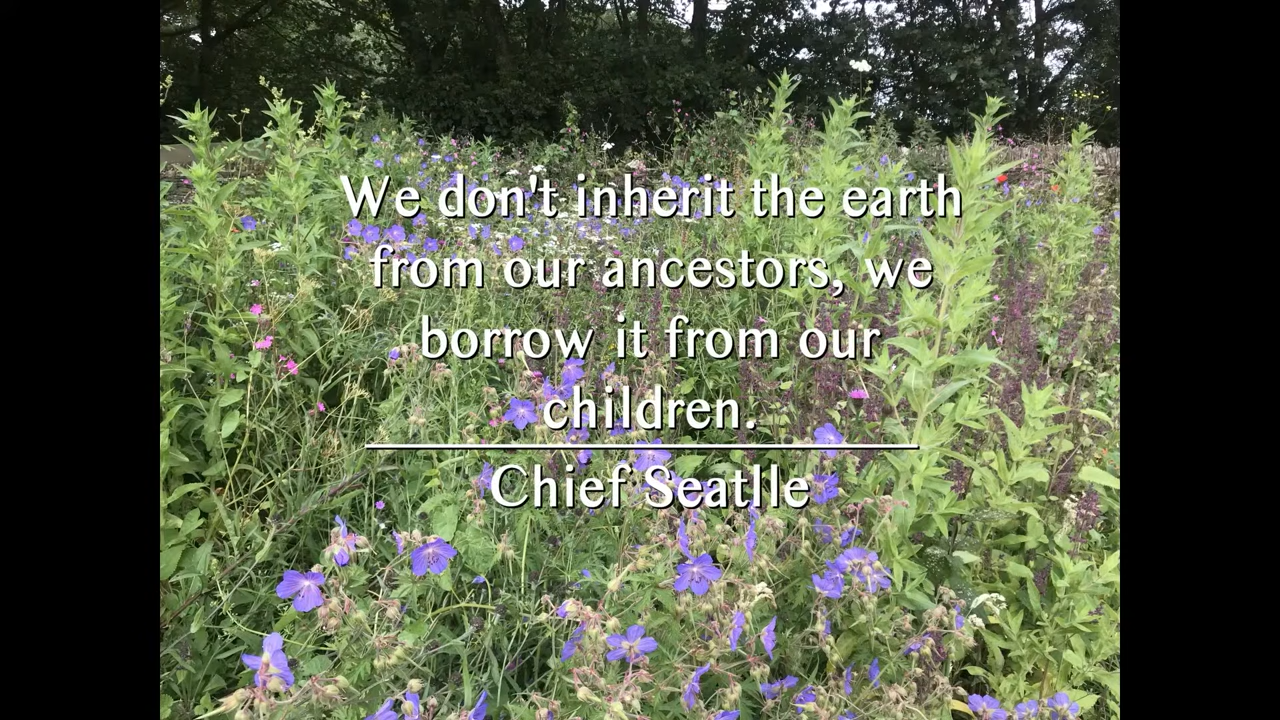 We don't inherit the earth
from our ancestors, we
borrow it from our
children.
Chief Seatlle